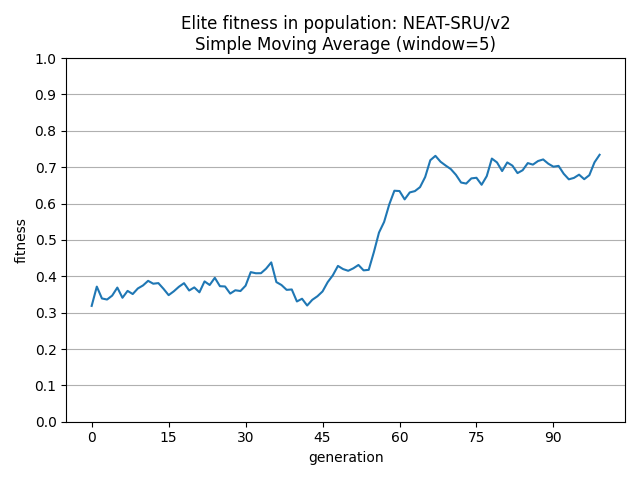 Elite fitness in population: NEAT-SRU/v2
Simple Moving Average (window=5)
1.0
0.9
0.8
0.7
0.6
0.5
0.4
0.3
0.2
0.1
0.0
fitness
0 15 30 45 60 75 90
generation